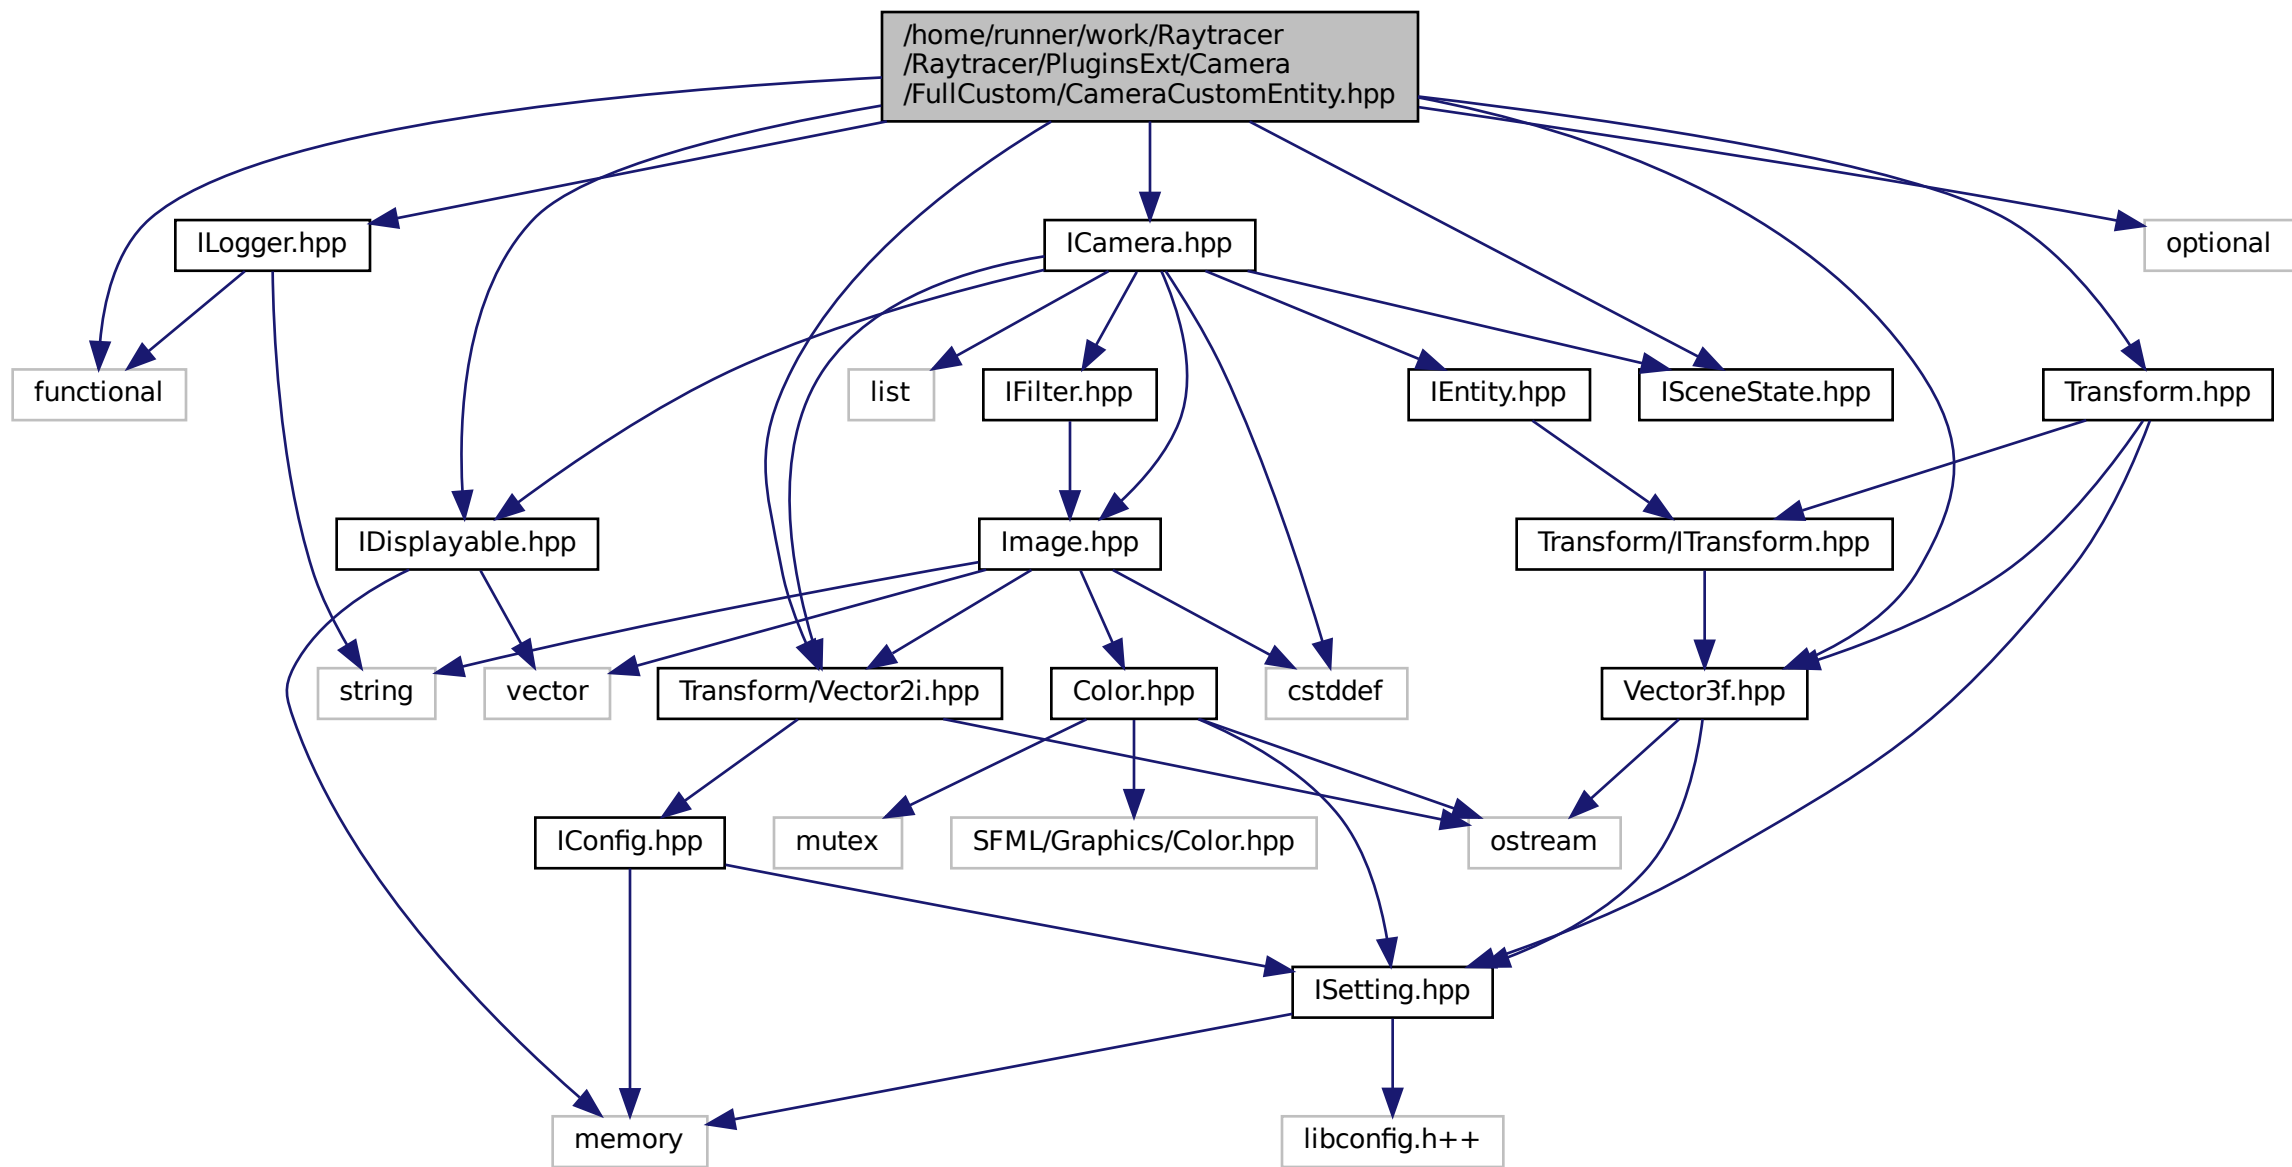 /home/runner/work/Raytracer
/Raytracer/PluginsExt/Camera
/FullCustom/CameraCustomEntity.hpp
ILogger.hpp
ICamera.hpp
optional
functional
list
IFilter.hpp
IEntity.hpp
ISceneState.hpp
Transform.hpp
IDisplayable.hpp
Image.hpp
Transform/ITransform.hpp
string
vector
Transform/Vector2i.hpp
Color.hpp
cstddef
Vector3f.hpp
IConfig.hpp
mutex
SFML/Graphics/Color.hpp
ostream
ISetting.hpp
memory
libconfig.h++